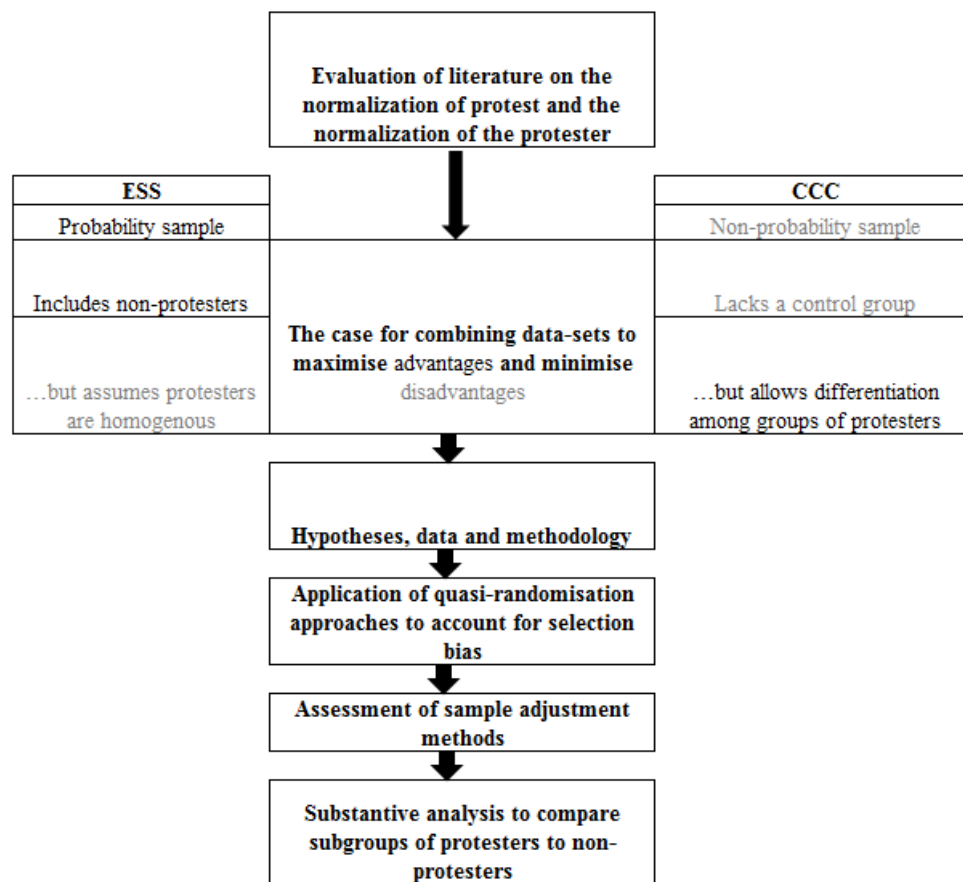 Evaluation of literature on the
normalization of protest and the
normalization of the protester
ESS
Probability sample
Includes non-protesters
…but assumes protesters
are homogenous
The case for combining data-sets to
maximise advantages and minimise
disadvantages
CCC
Non-probability sample
Lacks a control group
…but allows differentiation
among groups of protesters
Hypotheses, data and methodology
Application of quasi-randomisation
approaches to account for selection
bias
Assessment of sample adjustment
methods
Substantive analysis to compare
subgroups of protesters to non-
protesters